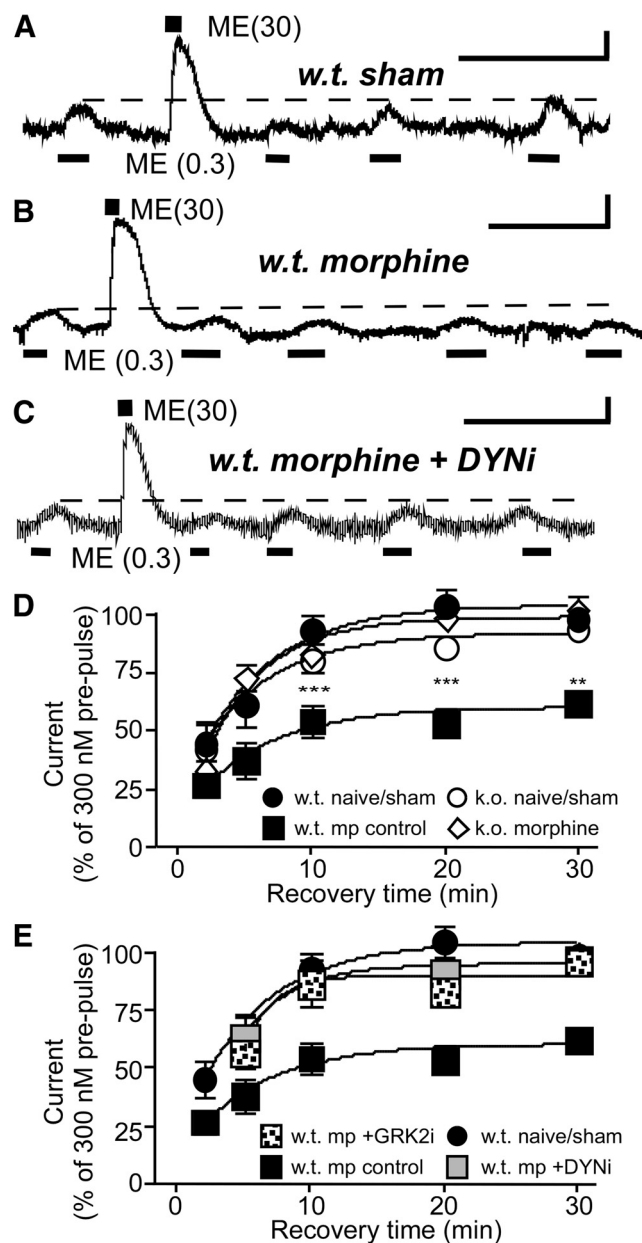 A
ME(30)
w.t. sham
ME (0.3)
B
ME(30)
w.t. morphine
ME (0.3)
C
ME(30)
w.t. morphine + DYNi
ME (0.3)
D
Current
(% of 300 nM pre-pulse)
100
75
50
25
0
***
***
**
w.t. naive/sham
k.o. naive/sham
w.t. mp control
k.o. morphine
0
10
20
30
Recovery time (min)
E
Current
(% of 300 nM pre-pulse)
100
75
50
25
0
w.t. mp +GRK2i
w.t. naive/sham
w.t. mp control
w.t. mp +DYNi
0
10
20
30
Recovery time (min)